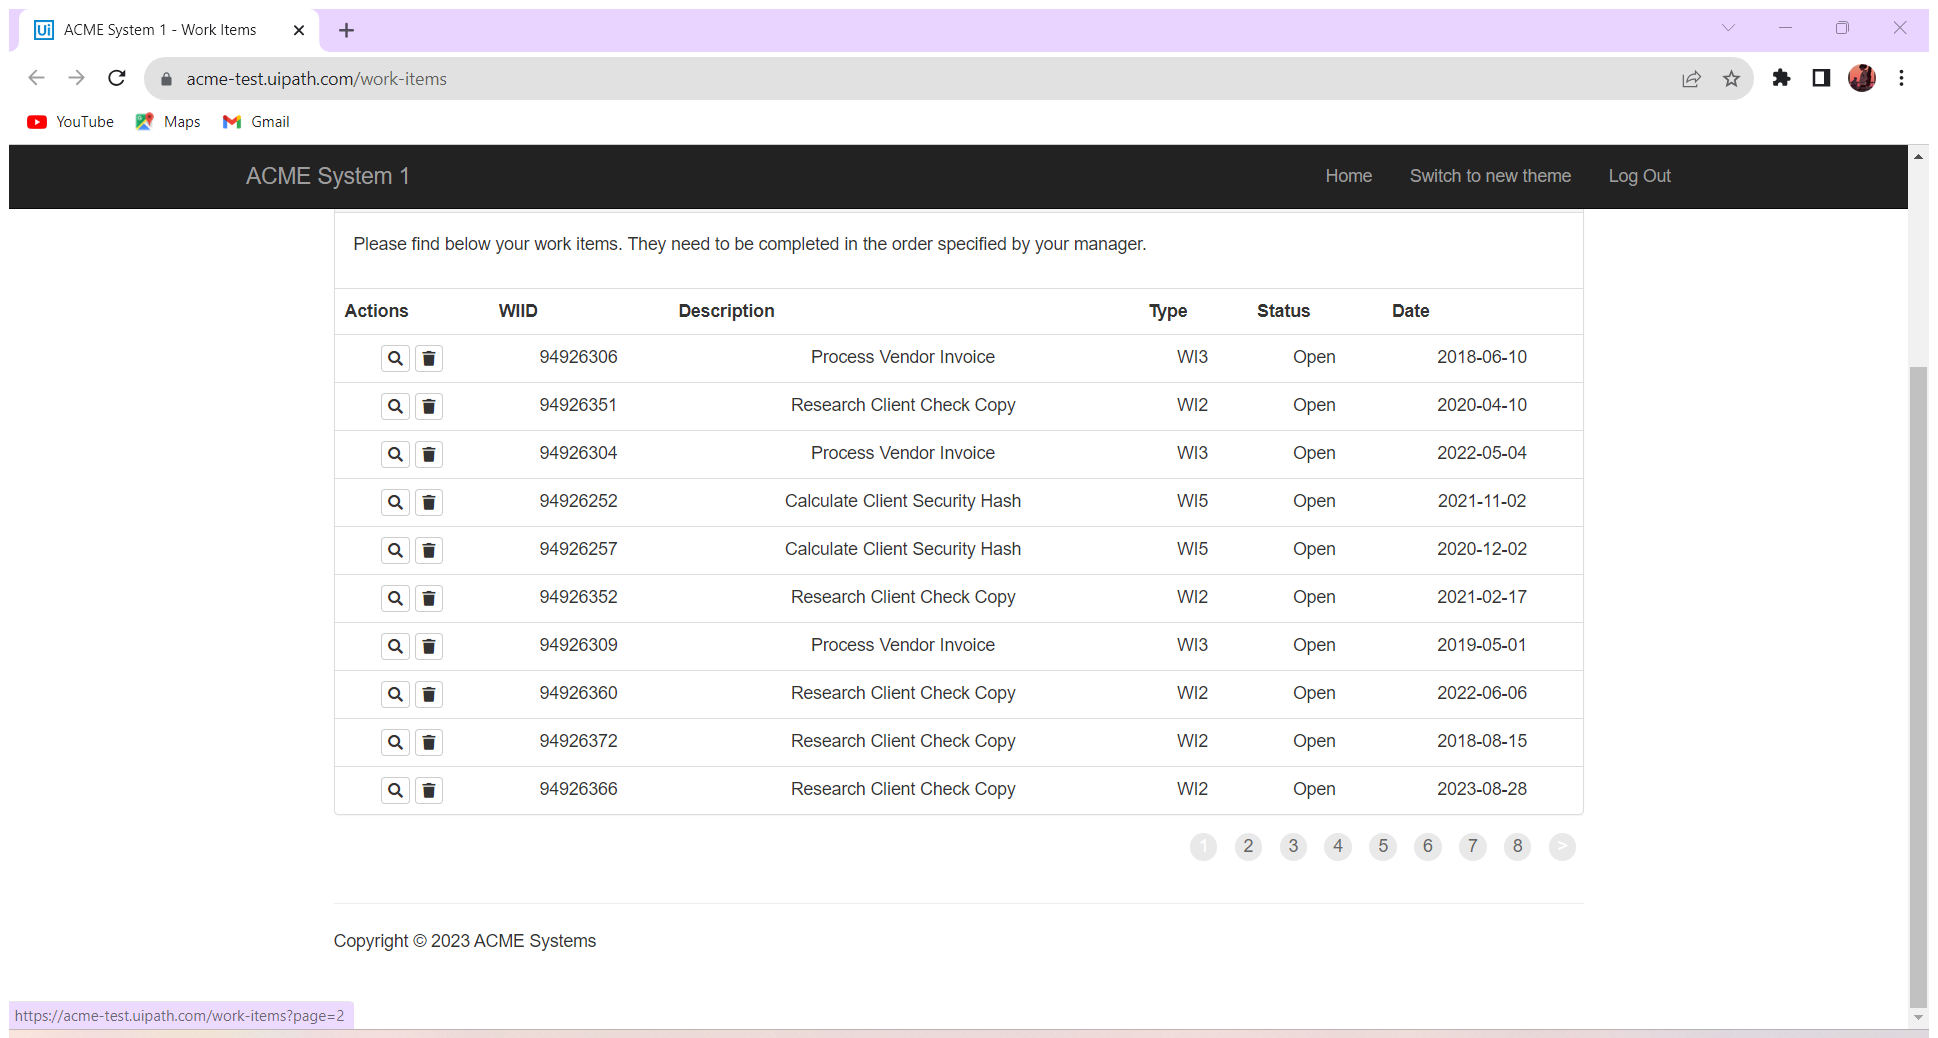 Ui ACME System 1 - Work Items
acme-test.uipath.com/work-items
YouTube Maps Gmail
ACME System 1 Home Switch to new theme Log Out
Please find below your work items. They need to be completed in the order specified by your manager.
Actions WIID Description Type Status Date
94926306 Process Vendor Invoice WI3 Open 2018-06-10
94926351 Research Client Check Copy WI2 Open 2020-04-10
94926304 Process Vendor Invoice WI3 Open 2022-05-04
94926252 Calculate Client Security Hash WI5 Open 2021-11-02
94926257 Calculate Client Security Hash WI5 Open 2020-12-02
94926352 Research Client Check Copy WI2 Open 2021-02-17
94926309 Process Vendor Invoice WI3 Open 2019-05-01
94926360 Research Client Check Copy WI2 Open 2022-06-06
94926372 Research Client Check Copy WI2 Open 2018-08-15
94926366 Research Client Check Copy WI2 Open 2023-08-28
1 2 3 4 5 6 7 8 >
Copyright © 2023 ACME Systems
https://acme-test.uipath.com/work-items?page=2